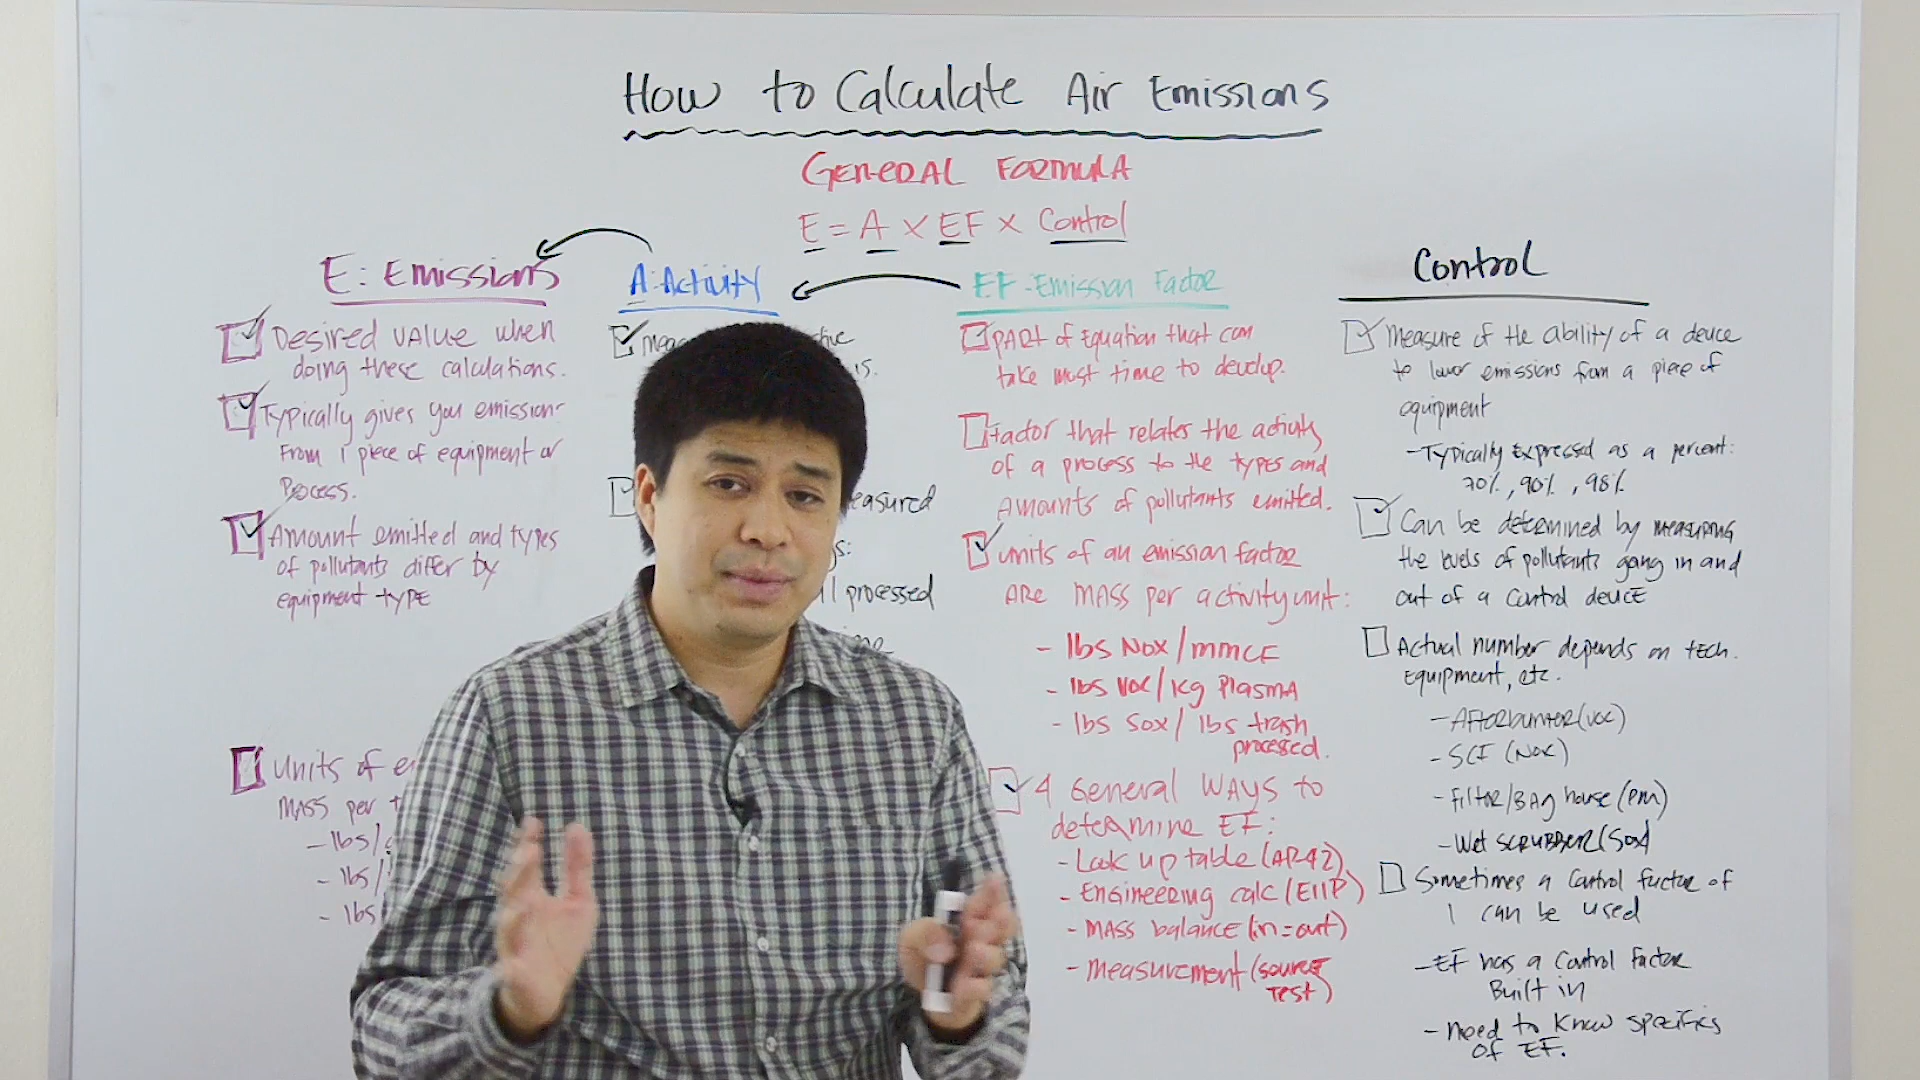 How to Calculate Air Emissions
GENERAL FORMULA
E = A × EF × Control
E: Emissions
Desired value when
doing these calculations.
Typically gives you emission
From 1 piece of equipment or
Process.
Amount emitted and types
of pollutants differ by
equipment type
Units of
Mass per
- lbs/
- lbs/
- lbs
A: Activity
is.
easured
s:
processed
EF - Emission Factor
PART of Equation that can
take most time to develop.
Factor that relates the activity
of a process to the types and
amounts of pollutants emitted.
units of an emission factor
are mass per activity unit:
- lbs NOx / mmCF
- lbs VOC / kg Plasma
- lbs SOx / lbs trash
processed.
4 General ways to
determine EF:
- Look up table (AP42)
- Engineering calc (EIIP)
- Mass balance (in=out)
- Measurement (source
test)
Control
Measure of the ability of a device
to lower emissions from a piece of
equipment
- Typically Expressed as a percent:
70%, 90%, 98%
Can be determined by measuring
the levels of pollutants going in and
out of a control device
Actual number depends on tech.
Equipment, etc.
- Afterburner (VOC)
- (NOx)
- Filter/Bag house (PM)
- Wet scrubber (SOx)
Sometimes a control factor of
1 can be used
- EF has a control factor
Built in
- need to know specifics
of EF.